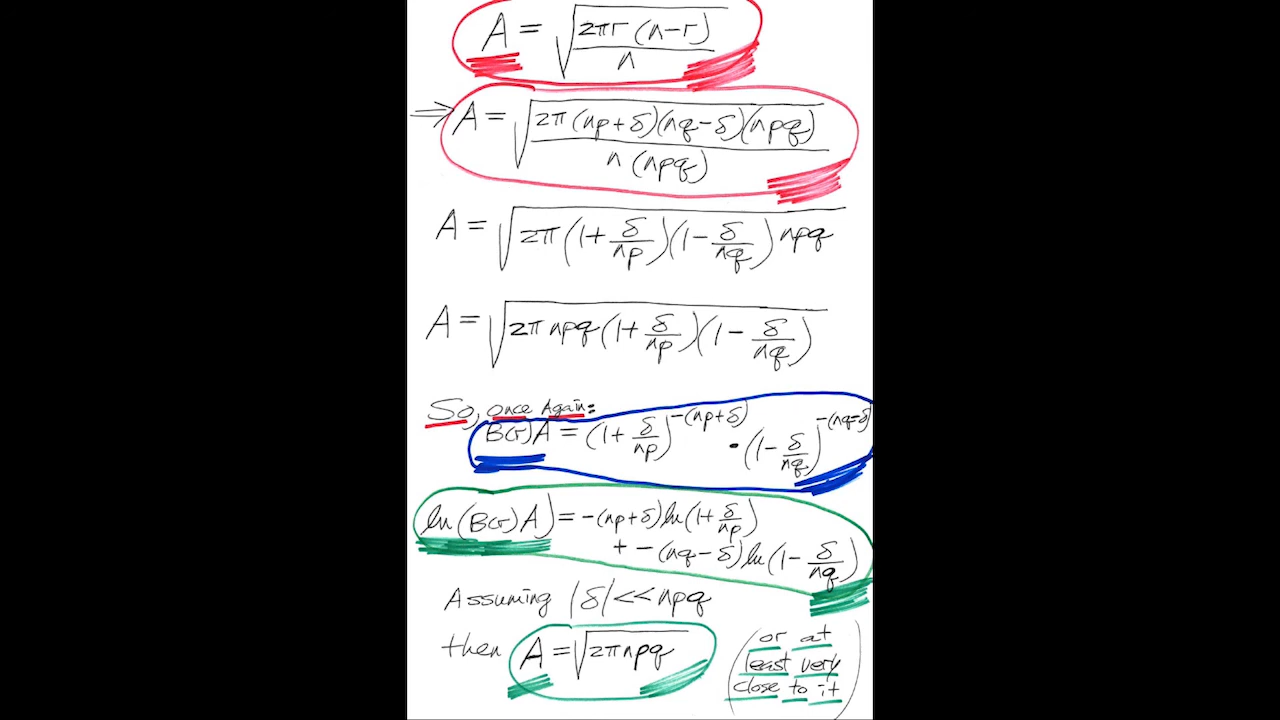 A = √(2πr (n-r) / n)
⇒ A = √(2π (np+δ)(nq-δ)(npq) / n (npq))
A = √(2π (1+ δ/np)(1- δ/nq) npq)
A = √(2π npq (1+ δ/np)(1- δ/nq))
So, once Again:
B(r)A = (1+ δ/np)^-(np+δ) • (1- δ/nq)^-(nq-δ)
ln (B(r)A) = -(np+δ) ln(1+ δ/np)
+ -(nq-δ) ln(1- δ/nq)
Assuming |δ| << npq
then A = √(2πnpq)
(or at
least very
close to it)